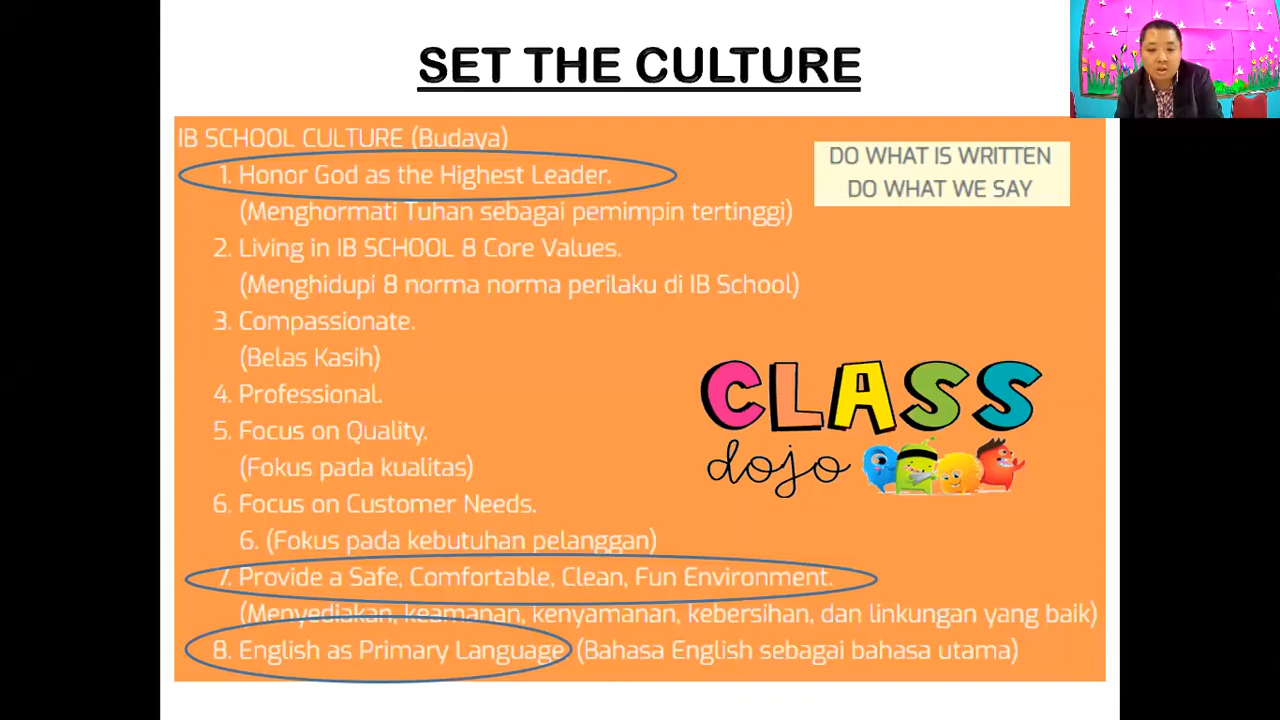 SET THE CULTURE
IB SCHOOL CULTURE (Budaya)
DO WHAT IS WRITTEN
DO WHAT WE SAY
1. Honor God as the Highest Leader.
(Menghormati Tuhan sebagai pemimpin tertinggi)
2. Living in IB SCHOOL 8 Core Values.
(Menghidupi 8 norma norma perilaku di IB School)
3. Compassionate.
(Belas Kasih)
4. Professional.
5. Focus on Quality.
(Fokus pada kualitas)
6. Focus on Customer Needs.
6. (Fokus pada kebutuhan pelanggan)
CLASS
dojo
7. Provide a Safe, Comfortable, Clean, Fun Environment.
(Menyediakan, keamanan, kenyamanan, kebersihan, dan linkungan yang baik)
8. English as Primary Language (Bahasa English sebagai bahasa utama)